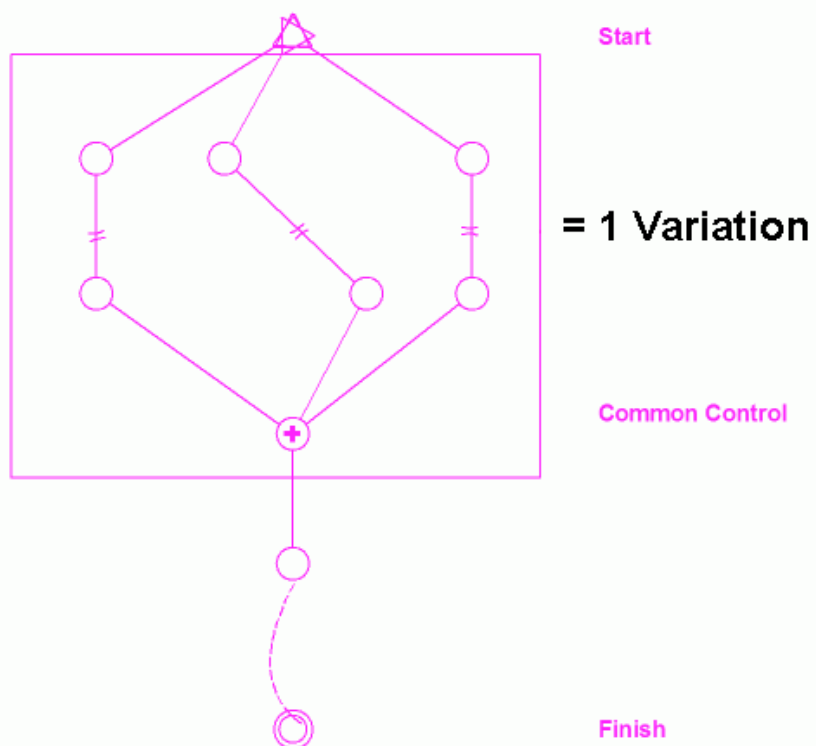 Start
= 1 Variation
Common Control
Finish